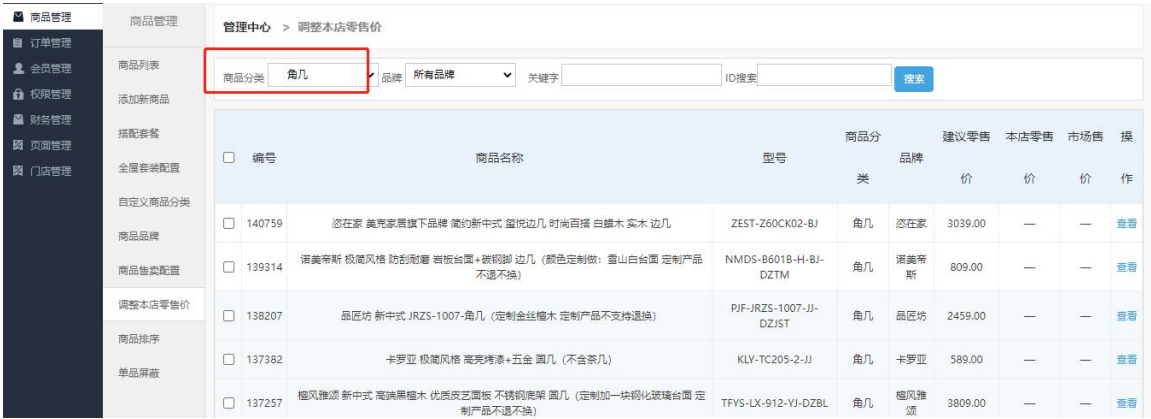 商品管理
订单管理
会员管理
权限管理
财务管理
页面管理
门店管理
商品管理
商品列表
添加新商品
搭配套餐
全屋套装配置
自定义商品分类
商品品牌
商品售卖配置
调整本店零售价
商品排序
单品屏蔽
管理中心 > 调整本店零售价
商品分类 角几 品牌 所有品牌 关键字 ID搜索 搜索
编号 商品名称 型号 商品分类 品牌 建议零售价 本店零售价 市场售价 操作
140759 恣在家 美克家居旗下品牌 简约新中式 玺悦边几 时尚百搭 白蜡木 实木 边几 ZEST-Z60CK02-BJ 角几 恣在家 3039.00 — — 查看
139314 诺美帝斯 极简风格 防刮耐磨 岩板台面+碳钢脚 边几（颜色定制做：雪山白台面 定制产品不退不换） NMDS-B601B-H-BJ-DZTM 角几 诺美帝斯 809.00 — — 查看
138207 品匠坊 新中式 JRZS-1007-角几（定制金丝檀木 定制产品不支持退换） PJF-JRZS-1007-JJ-DZJST 角几 品匠坊 2459.00 — — 查看
137382 卡罗亚 极简风格 高亮烤漆+五金 圆几（不含茶几） KLY-TC205-2-JJ 角几 卡罗亚 589.00 — — 查看
137257 檀风雅颂 新中式 高端黑檀木 优质皮艺面板 不锈钢底架 圆几（定制加一块钢化玻璃台面 定制产品不退不换） TFYS-LX-912-YJ-DZBL 角几 檀风雅颂 3809.00 — — 查看